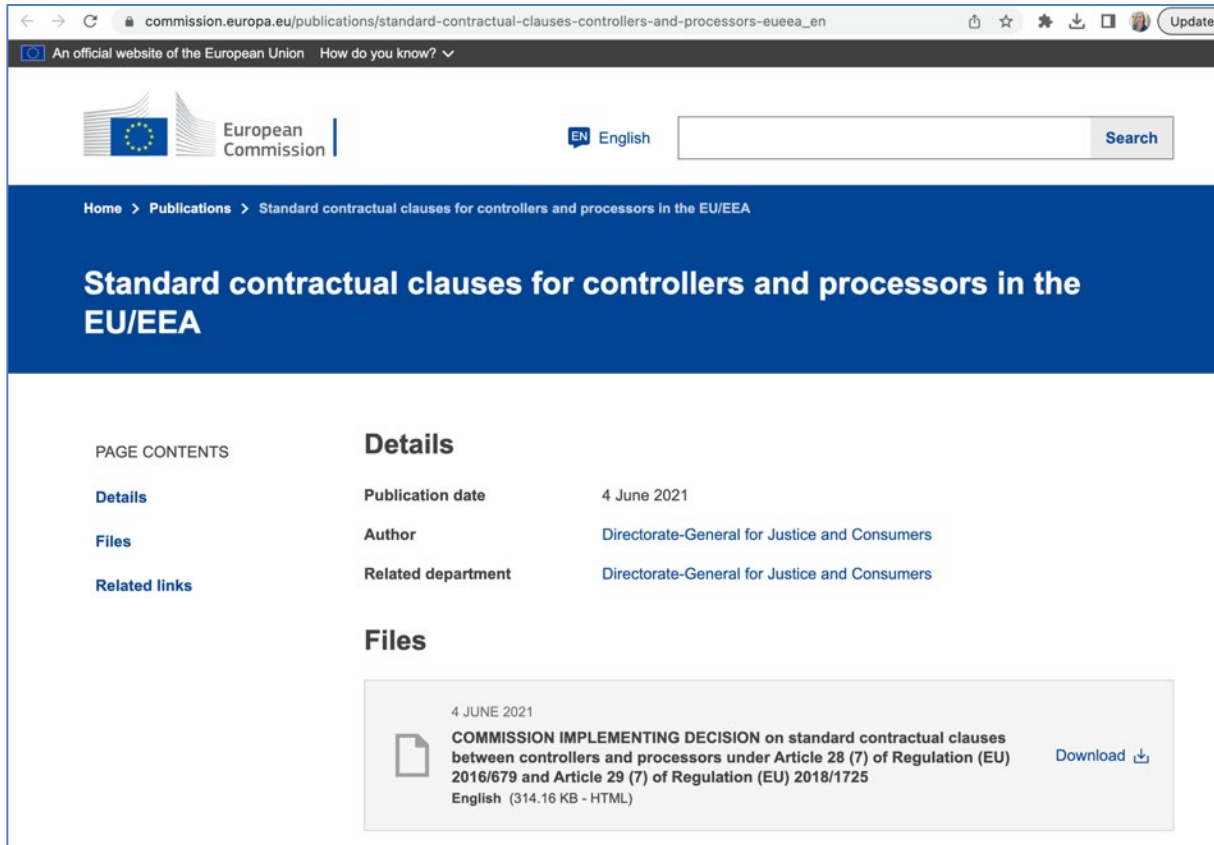 commission.europa.eu/publications/standard-contractual-clauses-controllers-and-processors-eueea_en
Update
An official website of the European Union How do you know?
European
Commission
EN English
Search
Home > Publications > Standard contractual clauses for controllers and processors in the EU/EEA
Standard contractual clauses for controllers and processors in the
EU/EEA
PAGE CONTENTS
Details
Files
Related links
Details
Publication date 4 June 2021
Author Directorate-General for Justice and Consumers
Related department Directorate-General for Justice and Consumers
Files
4 JUNE 2021
COMMISSION IMPLEMENTING DECISION on standard contractual clauses
between controllers and processors under Article 28 (7) of Regulation (EU)
2016/679 and Article 29 (7) of Regulation (EU) 2018/1725
English (314.16 KB - HTML)
Download